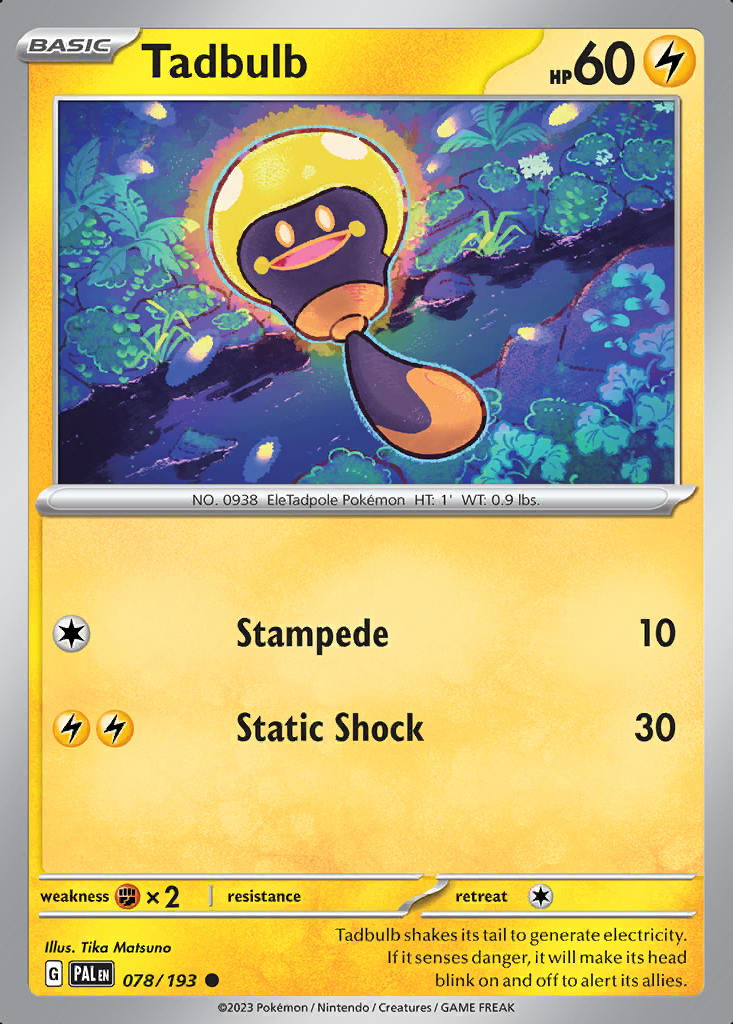 BASIC
Tadbulb
HP60
NO. 0938 EleTadpole Pokémon HT: 1' WT: 0.9 lbs.
Stampede 10
Static Shock 30
weakness ×2 resistance retreat
Illus. Tika Matsuno
G PAL EN 078/193
Tadbulb shakes its tail to generate electricity.
If it senses danger, it will make its head
blink on and off to alert its allies.
©2023 Pokémon / Nintendo / Creatures / GAME FREAK